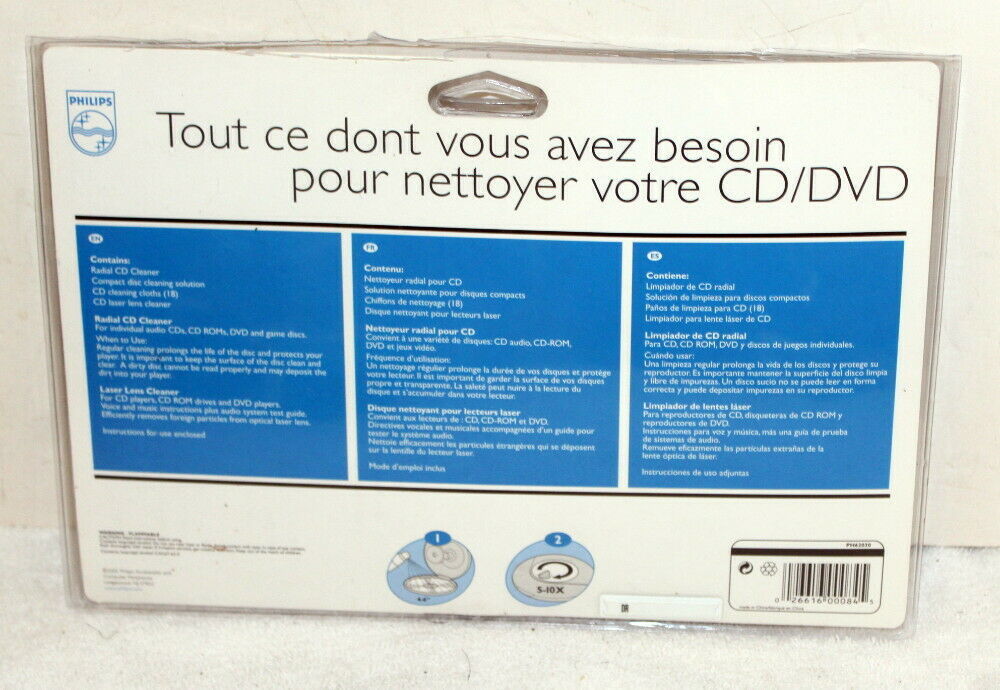 PHILIPS
Tout ce dont vous avez besoin
pour nettoyer votre CD/DVD
EN
Contains:
Radial CD Cleaner
Compact disc cleaning solution
CD cleaning cloths (18)
CD laser lens cleaner
Radial CD Cleaner
For individual audio CDs, CD ROMs, DVD and game discs.
When to Use:
Regular cleaning prolongs the life of the disc and protects your
player. It is important to keep the surface of the disc clean and
clear. A dirty disc cannot be read properly and may deposit the
dirt into your player.
Laser Lens Cleaner
For CD players, CD ROM drives and DVD players.
Voice and music instructions plus audio system test guide.
Efficiently removes foreign particles from optical laser lens.
Instructions for use enclosed
FR
Contenu:
Nettoyeur radial pour CD
Solution nettoyante pour disques compacts
Chiffons de nettoyage (18)
Disque nettoyant pour lecteurs laser
Nettoyeur radial pour CD
Convient à une variété de disques: CD audio, CD-ROM,
DVD et jeux vidéo.
Fréquence d'utilisation:
Un nettoyage régulier prolonge la durée de vos disques et protège
votre lecteur. Il est important de garder la surface de vos disques
propre et transparente. La saleté peut nuire à la lecture du
disque et s'accumuler dans votre lecteur.
Disque nettoyant pour lecteurs laser
Convient aux lecteurs de : CD, CD-ROM et DVD.
Directives vocales et musicales accompagnées d'un guide pour
tester le système audio.
Nettoie efficacement les particules étrangères qui se déposent
sur la lentille du lecteur laser.
Mode d'emploi inclus
ES
Contiene:
Limpiador de CD radial
Solución de limpieza para discos compactos
Paños de limpieza para CD (18)
Limpiador para lente láser de CD
Limpiador de CD radial
Para CD, CD ROM, DVD y discos de juegos individuales.
Cuándo usar:
Una limpieza regular prolonga la vida de los discos y protege su
reproductor. Es importante mantener la superficie del disco limpia
y libre de impurezas. Un disco sucio no se puede leer en forma
correcta y puede depositar impurezas en su reproductor.
Limpiador de lentes láser
Para reproductores de CD, disqueteras de CD ROM y
reproductores de DVD.
Instrucciones para voz y música, más una guía de prueba
de sistemas de audio.
Remueve eficazmente las partículas extrañas de la
lente óptica de láser.
Instrucciones de uso adjuntas
WARNING: FLAMMABLE
1
2
5-10X
DR
PH62020
0 26616 00084 5
made in China/fabriqué en Chine